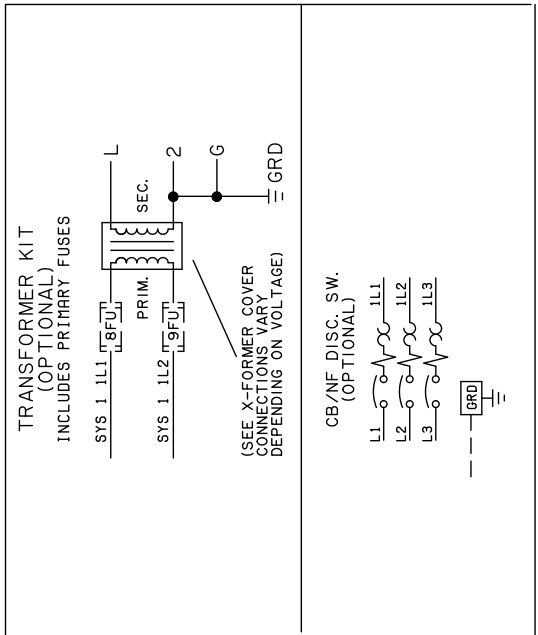 TRANSFORMER KIT
(OPTIONAL)
INCLUDES PRIMARY FUSES
SYS 1 1L1
8FU
L
SEC.
PRIM.
SYS 1 1L2
9FU
2
G
GRD
(SEE X-FORMER COVER
CONNECTIONS VARY
DEPENDING ON VOLTAGE)
CB/NF DISC. SW.
(OPTIONAL)
L1
1L1
L2
1L2
L3
1L3
GRD